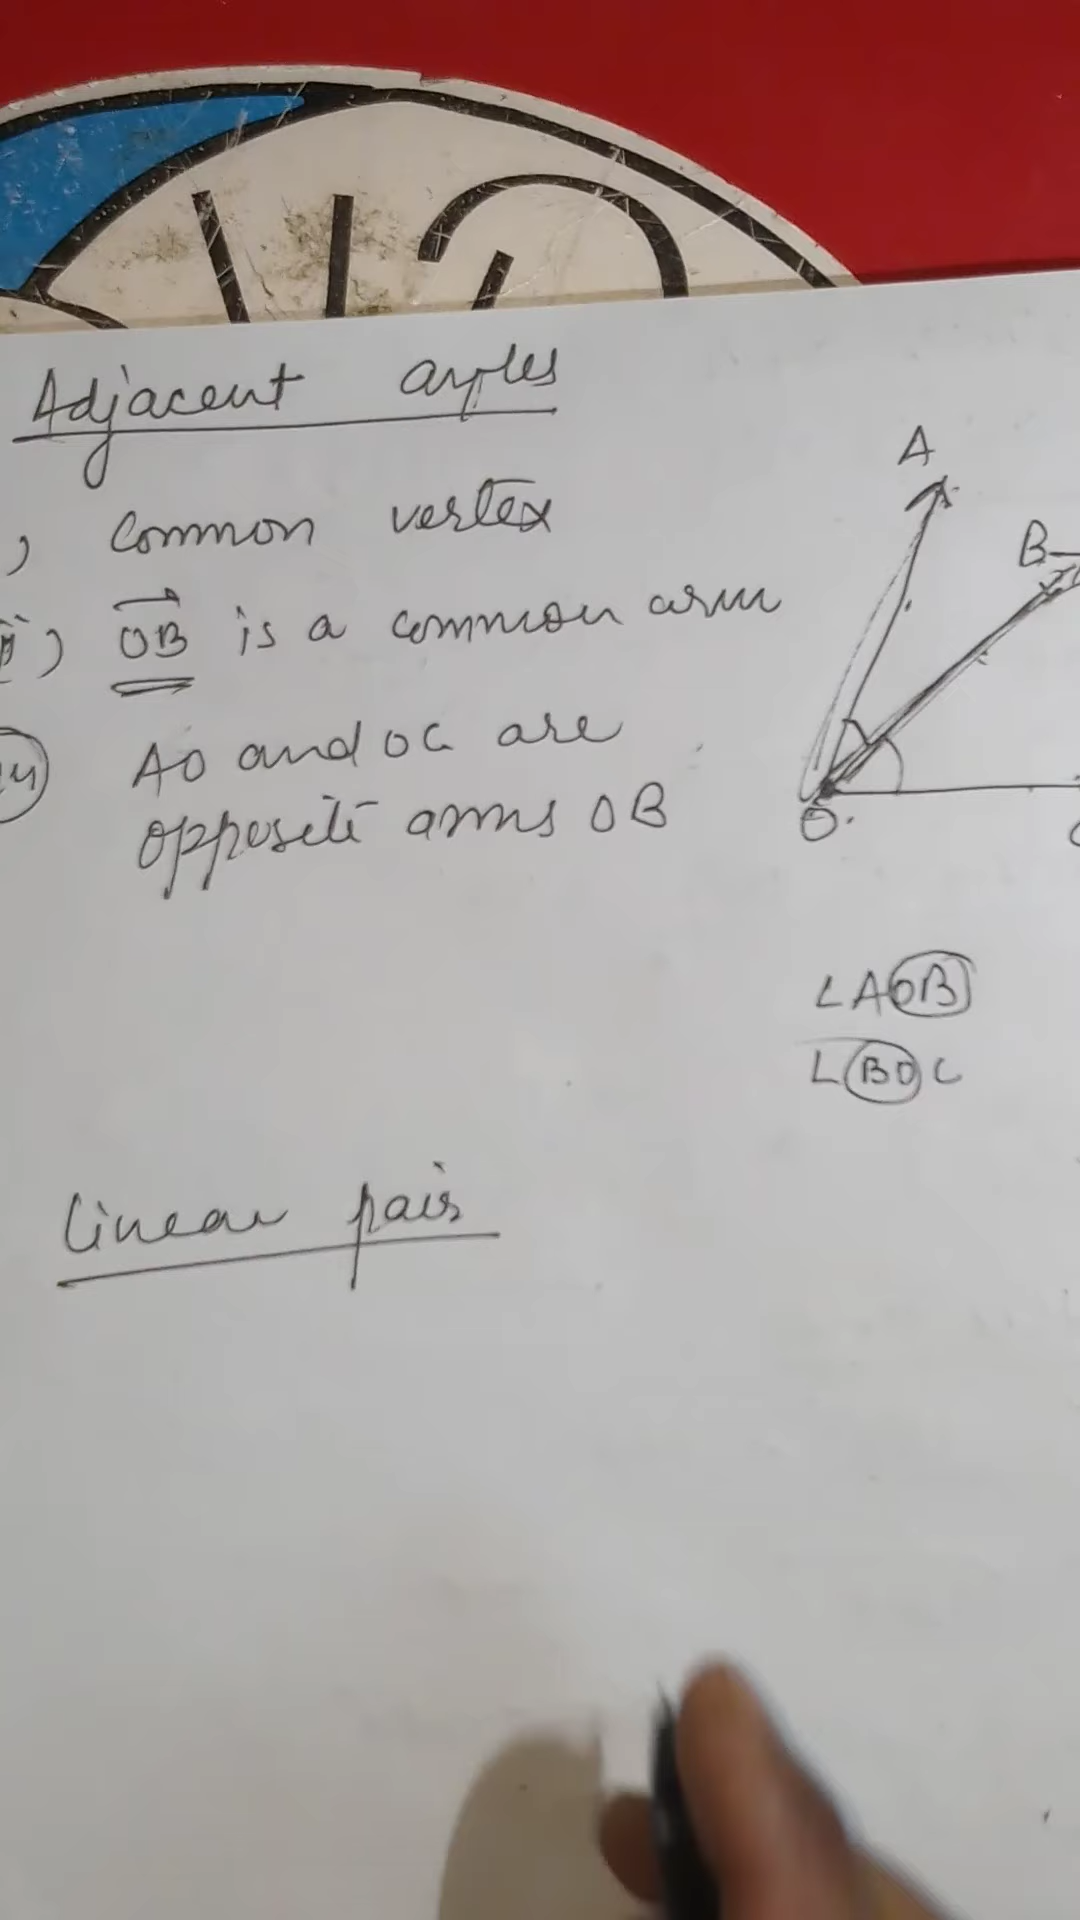 Adjacent angles
) Common vertex
ii) OB is a common arm
AO and OC are
opposite arms OB
A
B
O
∠AOB
∠BOC
Linear pair